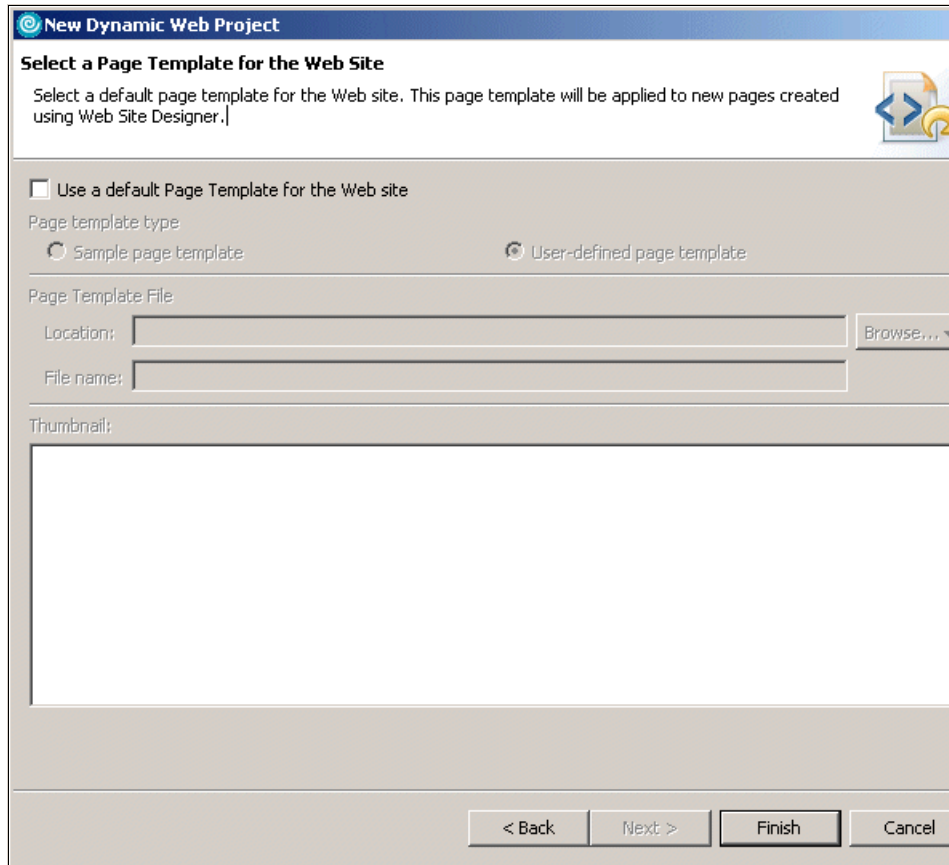 New Dynamic Web Project
Select a Page Template for the Web Site
Select a default page template for the Web site. This page template will be applied to new pages created
using Web Site Designer.
Use a default Page Template for the Web site
Page template type
Sample page template
User-defined page template
Page Template File
Location:
Browse...
File name:
Thumbnail:
< Back
Next >
Finish
Cancel